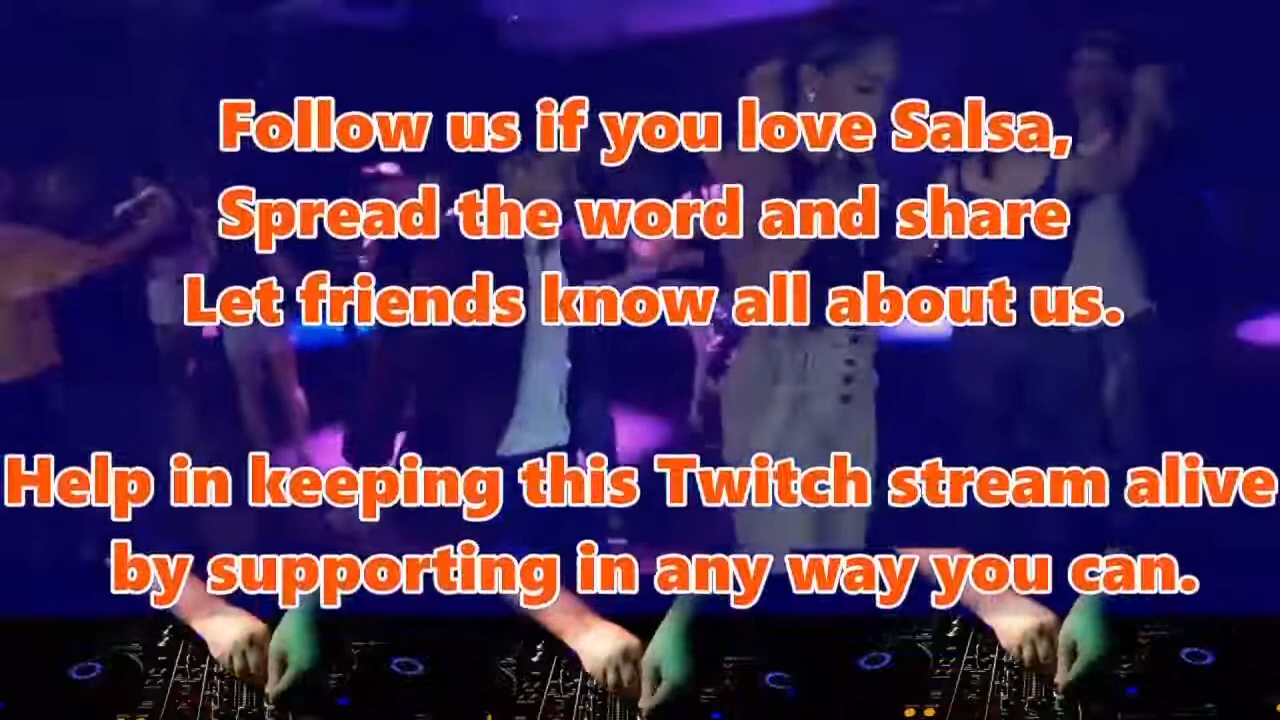 Follow us if you love Salsa,
Spread the word and share
Let friends know all about us.
Help in keeping this Twitch stream alive
by supporting in any way you can.